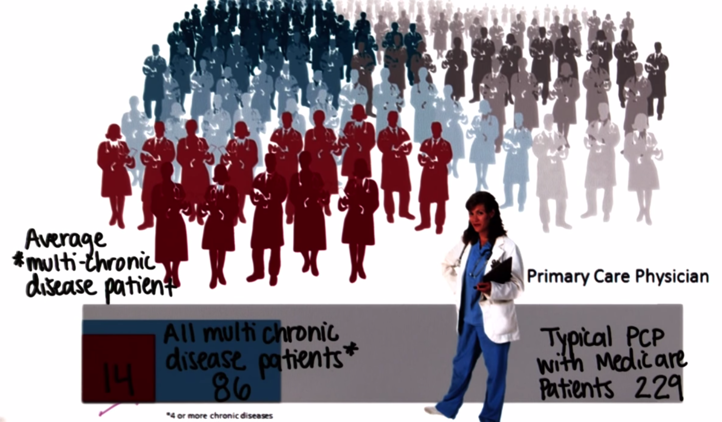 Average
*multi-chronic
disease patient
Primary Care Physician
14
All multi chronic
disease patients*
86
Typical PCP
with Medicare
Patients 229
*4 or more chronic diseases